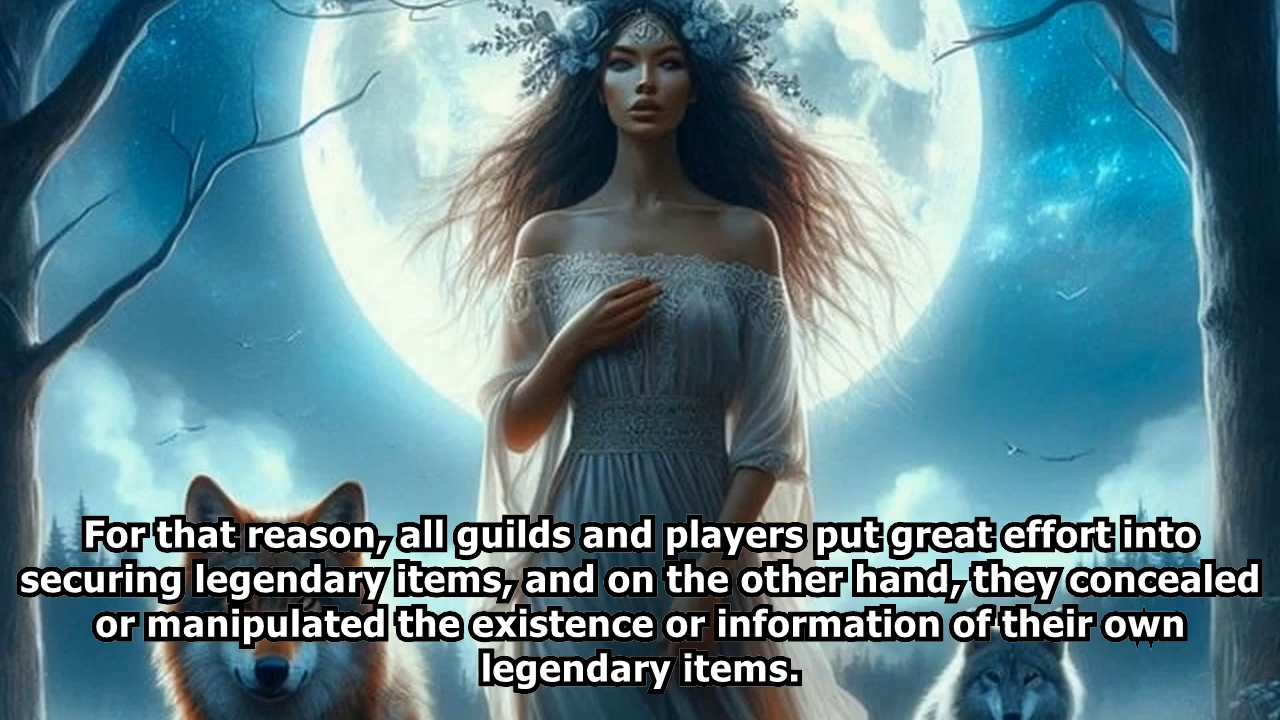 For that reason, all guilds and players put great effort into
securing legendary items, and on the other hand, they concealed
or manipulated the existence or information of their own
legendary items.